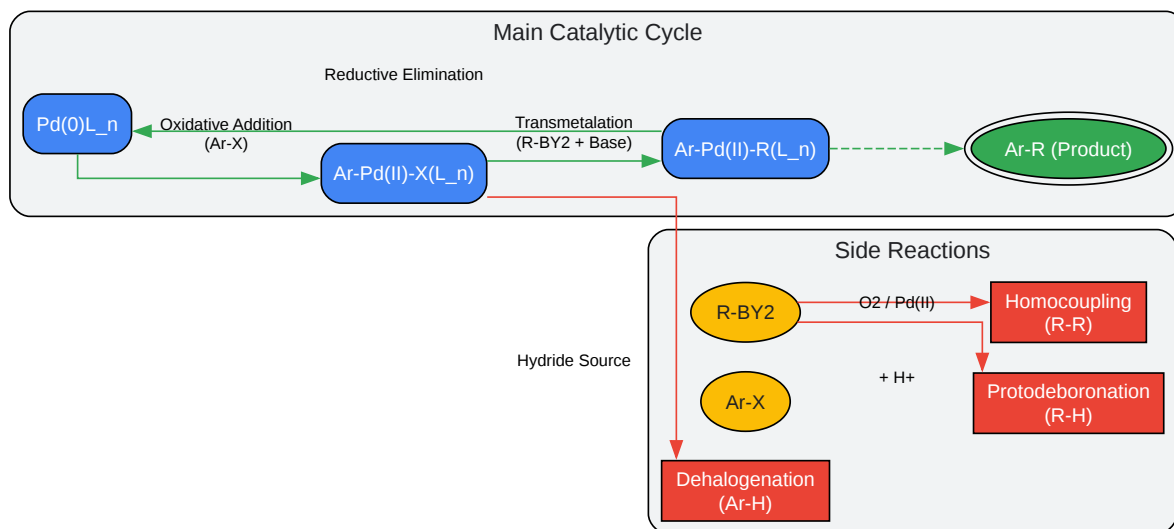 Main Catalytic Cycle
Reductive Elimination
Pd(0)L_n
Oxidative Addition
(Ar-X)
Transmetalation
(R-BY2 + Base)
Ar-Pd(II)-X(L_n)
Ar-Pd(II)-R(L_n)
Ar-R (Product)
Side Reactions
R-BY2
O2 / Pd(II)
Homocoupling
(R-R)
Hydride Source
+ H+
Protodeboronation
(R-H)
Ar-X
Dehalogenation
(Ar-H)